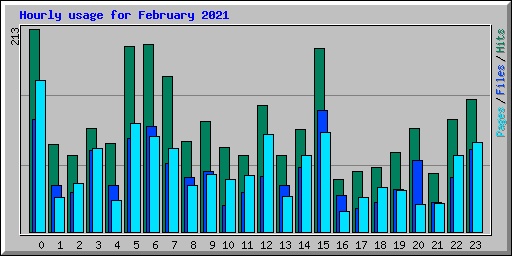 Hourly usage for February 2021
213
Pages / Files / Hits
0 1 2 3 4 5 6 7 8 9 10 11 12 13 14 15 16 17 18 19 20 21 22 23